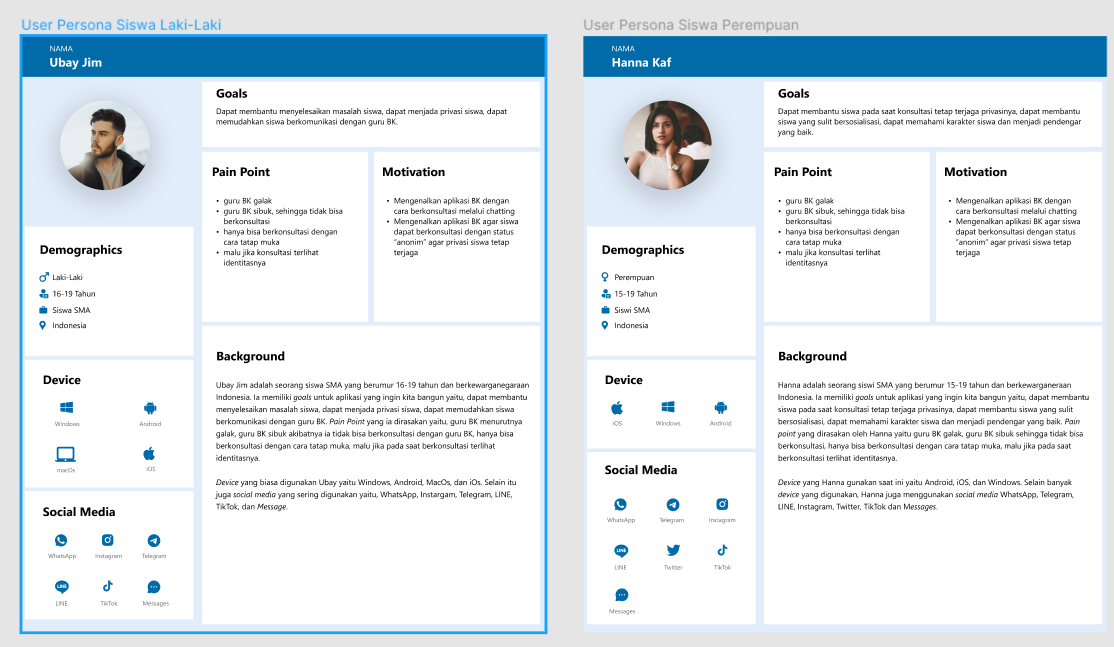 User Persona Siswa Laki-Laki
NAMA
Ubay Jim
Goals
Dapat membantu menyelesaikan masalah siswa, dapat menjada privasi siswa, dapat
memudahkan siswa berkomunikasi dengan guru BK.
Pain Point
• guru BK galak
• guru BK sibuk, sehingga tidak bisa
berkonsultasi
• hanya bisa berkonsultasi dengan
cara tatap muka
• malu jika konsultasi terlihat
identitasnya
Motivation
• Mengenalkan aplikasi BK dengan
cara berkonsultasi melalui chatting
• Mengenalkan aplikasi BK agar siswa
dapat berkonsultasi dengan status
"anonim" agar privasi siswa tetap
terjaga
Demographics
Laki-Laki
16-19 Tahun
Siswa SMA
Indonesia
Device
Windows
Android
macOx
iOS
Social Media
WhatsApp
Instagram
Telegram
LINE
LINE
TikTok
Messages
Background
Ubay Jim adalah seorang siswa SMA yang berumur 16-19 tahun dan berkewarganegaraan
Indonesia. Ia memiliki goals untuk aplikasi yang ingin kita bangun yaitu, dapat membantu
menyelesaikan masalah siswa, dapat menjada privasi siswa, dapat memudahkan siswa
berkomunikasi dengan guru BK. Pain Point yang ia dirasakan yaitu, guru BK menurutnya
galak, guru BK sibuk akibatnya ia tidak bisa berkonsultasi dengan guru BK, hanya bisa
berkonsultasi dengan cara tatap muka, malu jika pada saat berkonsultasi terlihat
identitasnya.
Device yang biasa digunakan Ubay yaitu Windows, Android, MacOs, dan iOs. Selain itu
juga social media yang sering digunakan yaitu, WhatsApp, Instargam, Telegram, LINE,
TikTok, dan Message.
User Persona Siswa Perempuan
NAMA
Hanna Kaf
Goals
Dapat membantu siswa pada saat konsultasi tetap terjaga privasinya, dapat membantu
siswa yang sulit bersosialisasi, dapat memahami karakter siswa dan menjadi pendengar
yang baik.
Pain Point
• guru BK galak
• guru BK sibuk, sehingga tidak bisa
berkonsultasi
• hanya bisa berkonsultasi dengan
cara tatap muka
• malu jika konsultasi terlihat
identitasnya
Motivation
• Mengenalkan aplikasi BK dengan
cara berkonsultasi melalui chatting
• Mengenalkan aplikasi BK agar siswa
dapat berkonsultasi dengan status
"anonim" agar privasi siswa tetap
terjaga
Demographics
Perempuan
15-19 Tahun
Siswi SMA
Indonesia
Device
iOS
Windows
Android
Social Media
WhatsApp
Telegram
Instagram
LINE
LINE
Twitter
TikTok
Messages
Background
Hanna adalah seorang siswi SMA yang berumur 15-19 tahun dan berkewarganeraan
Indonesia. Ia memiliki goals untuk aplikasi yang ingin kita bangun yaitu, dapat membantu
siswa pada saat konsultasi tetap terjaga privasinya, dapat membantu siswa yang sulit
bersosialisasi, dapat memahami karakter siswa dan menjadi pendengar yang baik. Pain
point yang dirasakan oleh Hanna yaitu guru BK galak, guru BK sibuk sehingga tidak bisa
berkonsultasi, hanya bisa berkonsultasi dengan cara tatap muka, malu jika pada saat
berkonsultasi terlihat identitasnya.
Device yang Hanna gunakan saat ini yaitu Android, iOS, dan Windows. Selain banyak
device yang digunakan, Hanna juga menggunakan social media WhatsApp, Telegram,
LINE, Instagram, Twitter, TikTok dan Messages.